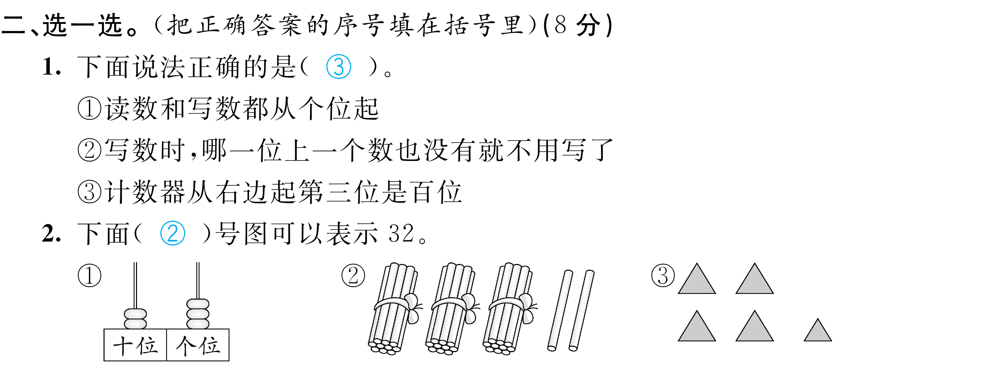 二、选一选。（把正确答案的序号填在括号里）(8 分)
1. 下面说法正确的是( ③ )。
①读数和写数都从个位起
②写数时,哪一位上一个数也没有就不用写了
③计数器从右边起第三位是百位
2. 下面( ② )号图可以表示 32。
① ② ③
十位 个位